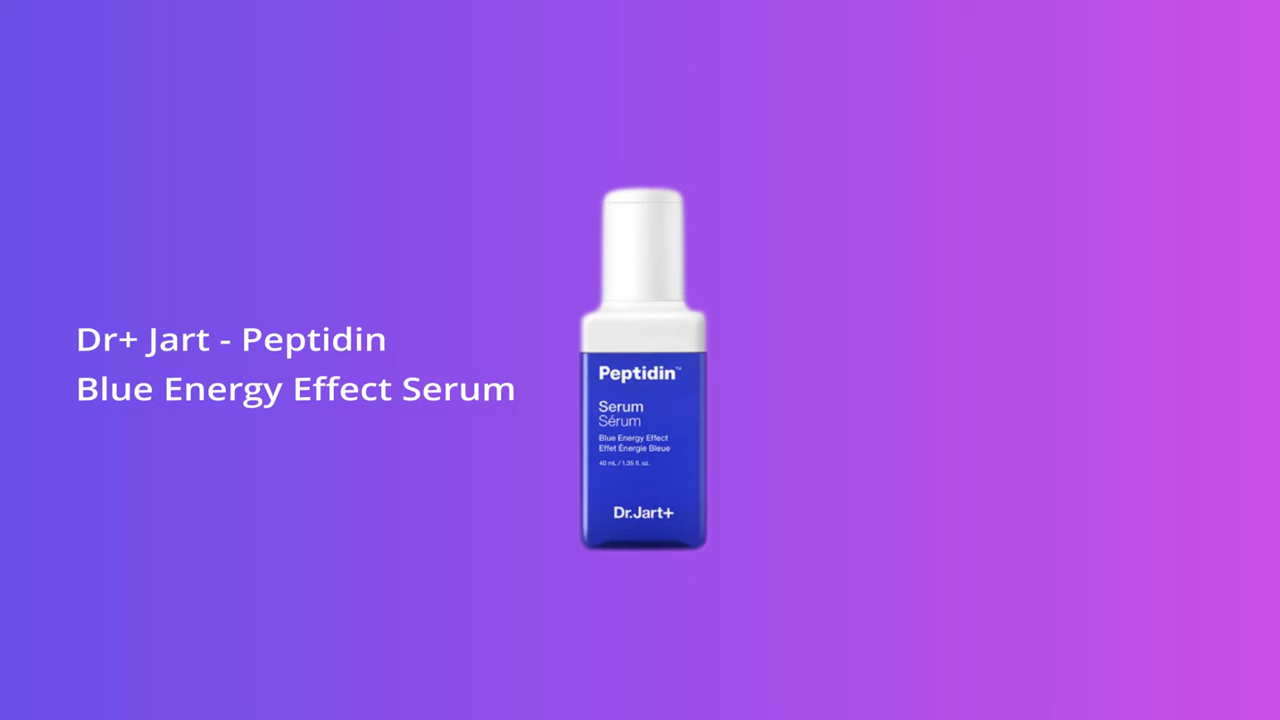 Dr+ Jart - Peptidin
Blue Energy Effect Serum
Peptidin™
Serum
Sérum
Blue Energy Effect
Effet Énergie Bleue
40 mL / 1.35 fl. oz.
Dr.Jart+